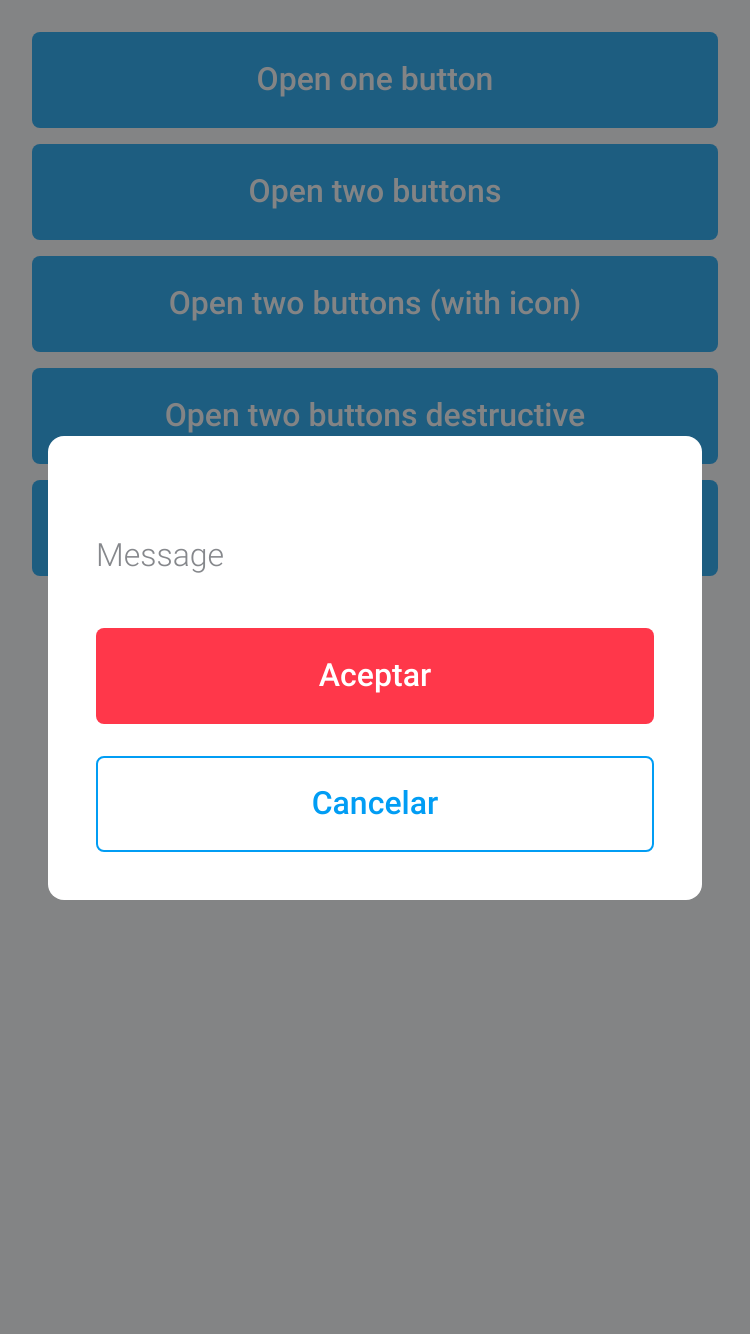 Open one button
Open two buttons
Open two buttons (with icon)
Open two buttons destructive
Message
Aceptar
Cancelar